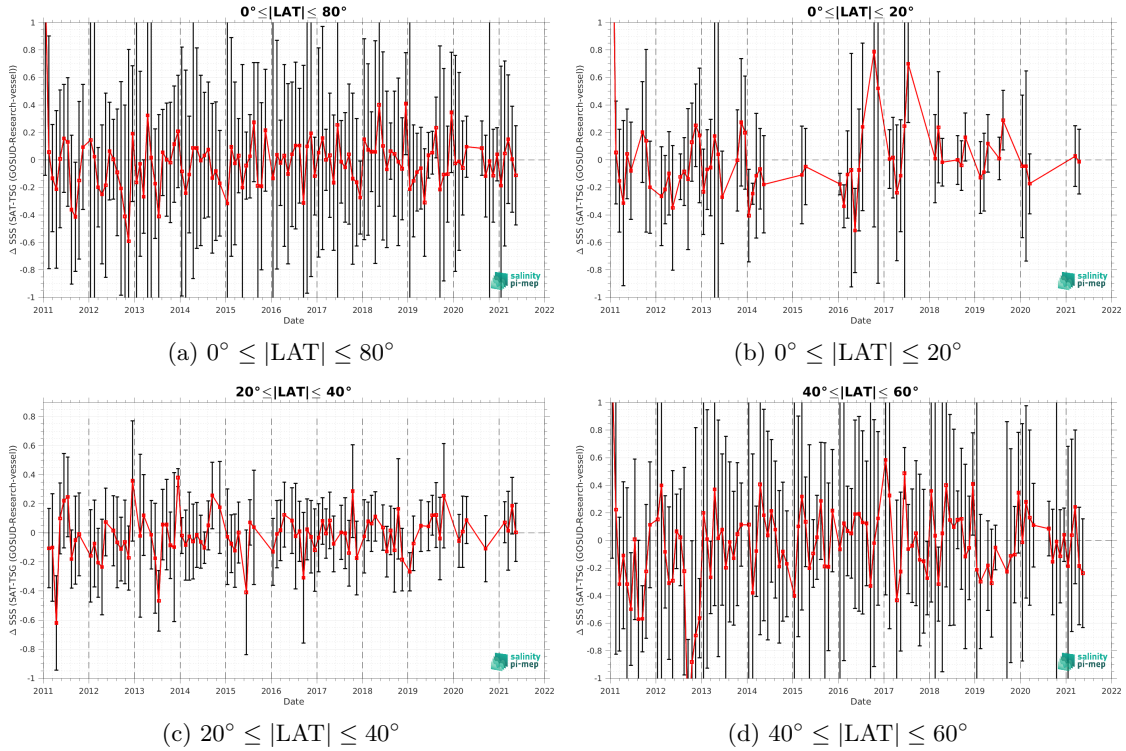 0°≤|LAT|≤ 80°
Δ SSS (SAT-TSG (GOSUD-Research-vessel))
1
0.8
0.6
0.4
0.2
0
-0.2
-0.4
-0.6
-0.8
-1
2011 2012 2013 2014 2015 2016 2017 2018 2019 2020 2021 2022
Date
salinity
pi-mep
(a) 0° ≤ |LAT| ≤ 80°
0°≤|LAT|≤ 20°
Δ SSS (SAT-TSG (GOSUD-Research-vessel))
1
0.8
0.6
0.4
0.2
0
-0.2
-0.4
-0.6
-0.8
-1
2011 2012 2013 2014 2015 2016 2017 2018 2019 2020 2021 2022
Date
salinity
pi-mep
(b) 0° ≤ |LAT| ≤ 20°
20°≤|LAT|≤ 40°
Δ SSS (SAT-TSG (GOSUD-Research-vessel))
1
0.8
0.6
0.4
0.2
0
-0.2
-0.4
-0.6
-0.8
-1
2011 2012 2013 2014 2015 2016 2017 2018 2019 2020 2021 2022
Date
salinity
pi-mep
(c) 20° ≤ |LAT| ≤ 40°
40°≤|LAT|≤ 60°
Δ SSS (SAT-TSG (GOSUD-Research-vessel))
1
0.8
0.6
0.4
0.2
0
-0.2
-0.4
-0.6
-0.8
-1
2011 2012 2013 2014 2015 2016 2017 2018 2019 2020 2021 2022
Date
salinity
pi-mep
(d) 40° ≤ |LAT| ≤ 60°